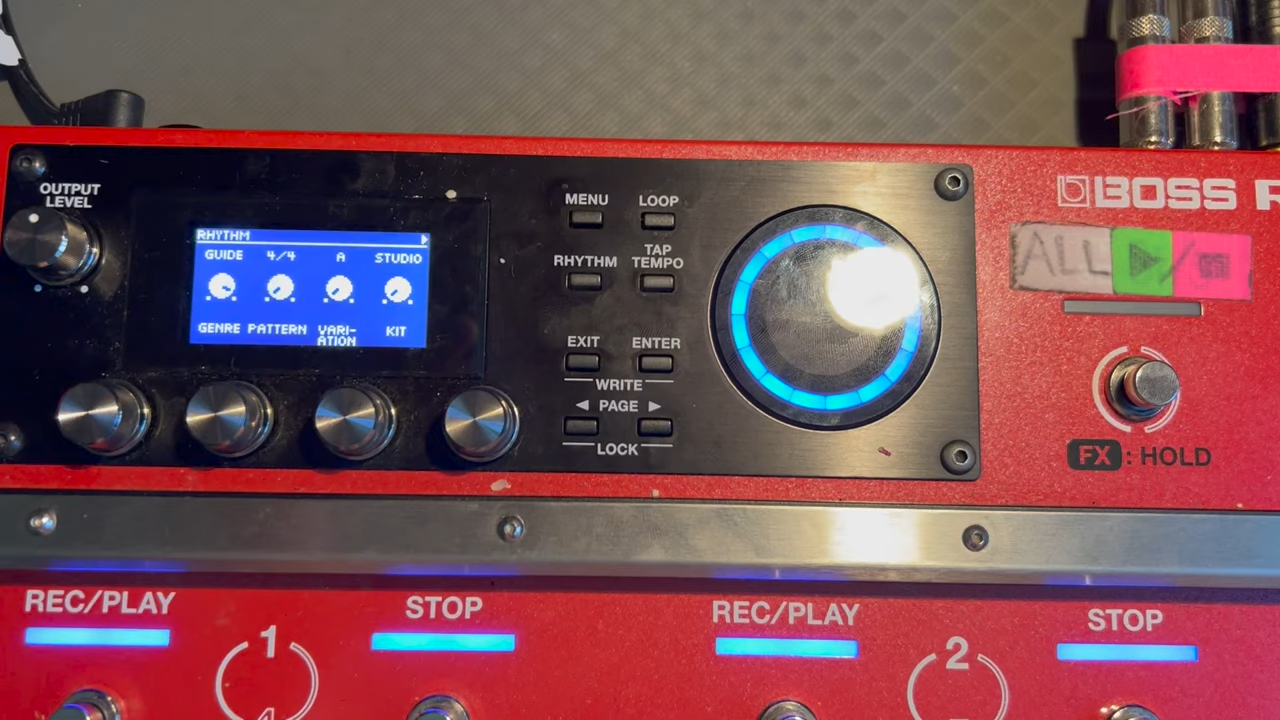 OUTPUT
LEVEL
RHYTHM
GUIDE 4/4 A STUDIO
GENRE PATTERN VARI-
ATION KIT
MENU LOOP
RHYTHM TAP
TEMPO
EXIT ENTER
WRITE
PAGE
LOCK
BOSS R
ALL
FX : HOLD
REC/PLAY
1
STOP
REC/PLAY
2
STOP